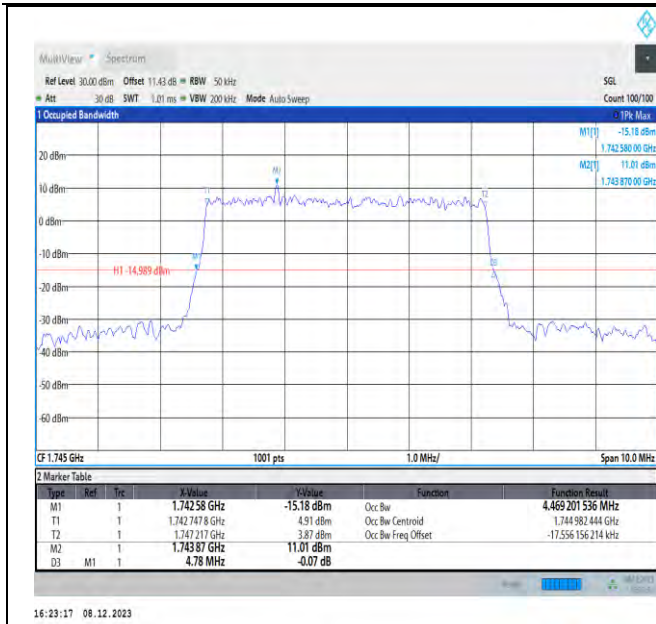 MultiView Spectrum
Ref Level 30.00 dBm Offset 11.43 dB RBW 50 kHz SGL
Att 30 dB SWT 1.01 ms VBW 200 kHz Mode Auto Sweep Count 100/100
1 Occupied Bandwidth 1Pk Max
M1[1] -15.18 dBm
1.742 580 00 GHz
M2[1] 11.01 dBm
1.743 870 00 GHz
20 dBm
M2
10 dBm
T1 T2
0 dBm
-10 dBm
M1 D3
H1 -14.989 dBm
-20 dBm
-30 dBm
-40 dBm
-50 dBm
-60 dBm
CF 1.745 GHz 1001 pts 1.0 MHz/ Span 10.0 MHz
2 Marker Table
Type Ref Trc X-Value Y-Value Function Function Result
M1 1 1.742 58 GHz -15.18 dBm Occ Bw 4.469 201 536 MHz
T1 1 1.742 747 8 GHz 4.91 dBm Occ Bw Centroid 1.744 982 444 GHz
T2 1 1.747 217 GHz 3.87 dBm Occ Bw Freq Offset -17.556 156 214 kHz
M2 1 1.743 87 GHz 11.01 dBm
D3 M1 1 4.78 MHz -0.07 dB
16:23:17 08.12.2023